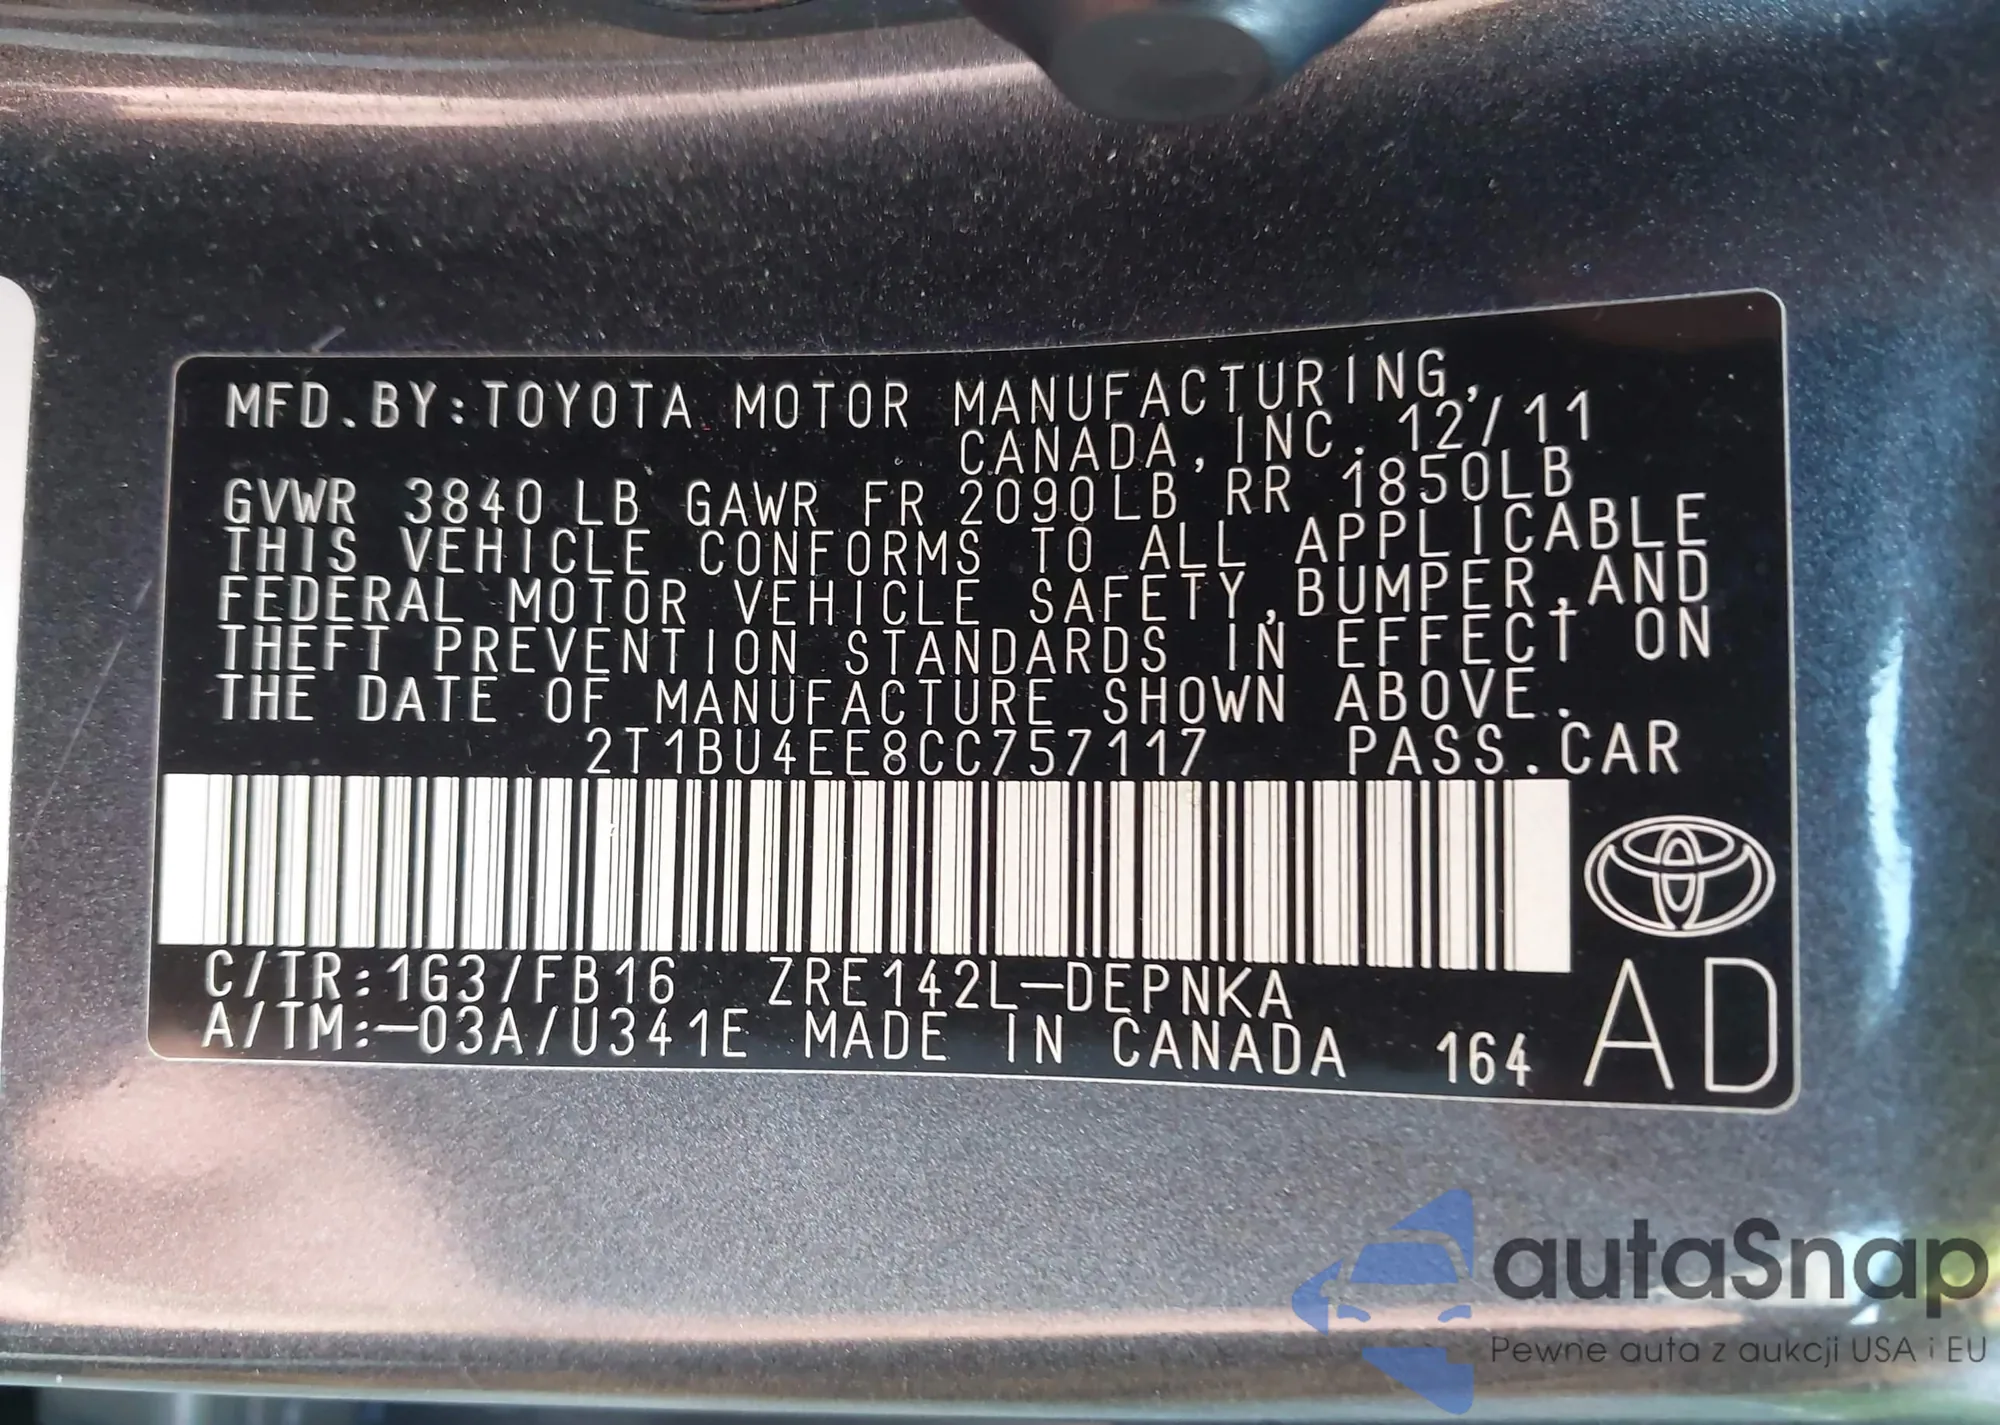 MFD.BY:TOYOTA MOTOR MANUFACTURING,
CANADA,INC. 12/11
GVWR 3840LB GAWR FR 2090LB RR 1850LB
THIS VEHICLE CONFORMS TO ALL APPLICABLE
FEDERAL MOTOR VEHICLE SAFETY,BUMPER,AND
THEFT PREVENTION STANDARDS IN EFFECT ON
THE DATE OF MANUFACTURE SHOWN ABOVE.
2T1BU4EE8CC757117 PASS.CAR
C/TR:1G3/FB16 ZRE142L-DEPNKA
A/TM:-03A/U341E MADE IN CANADA 164
AD
autaSnap
Pewne auta z aukcji USA i EU